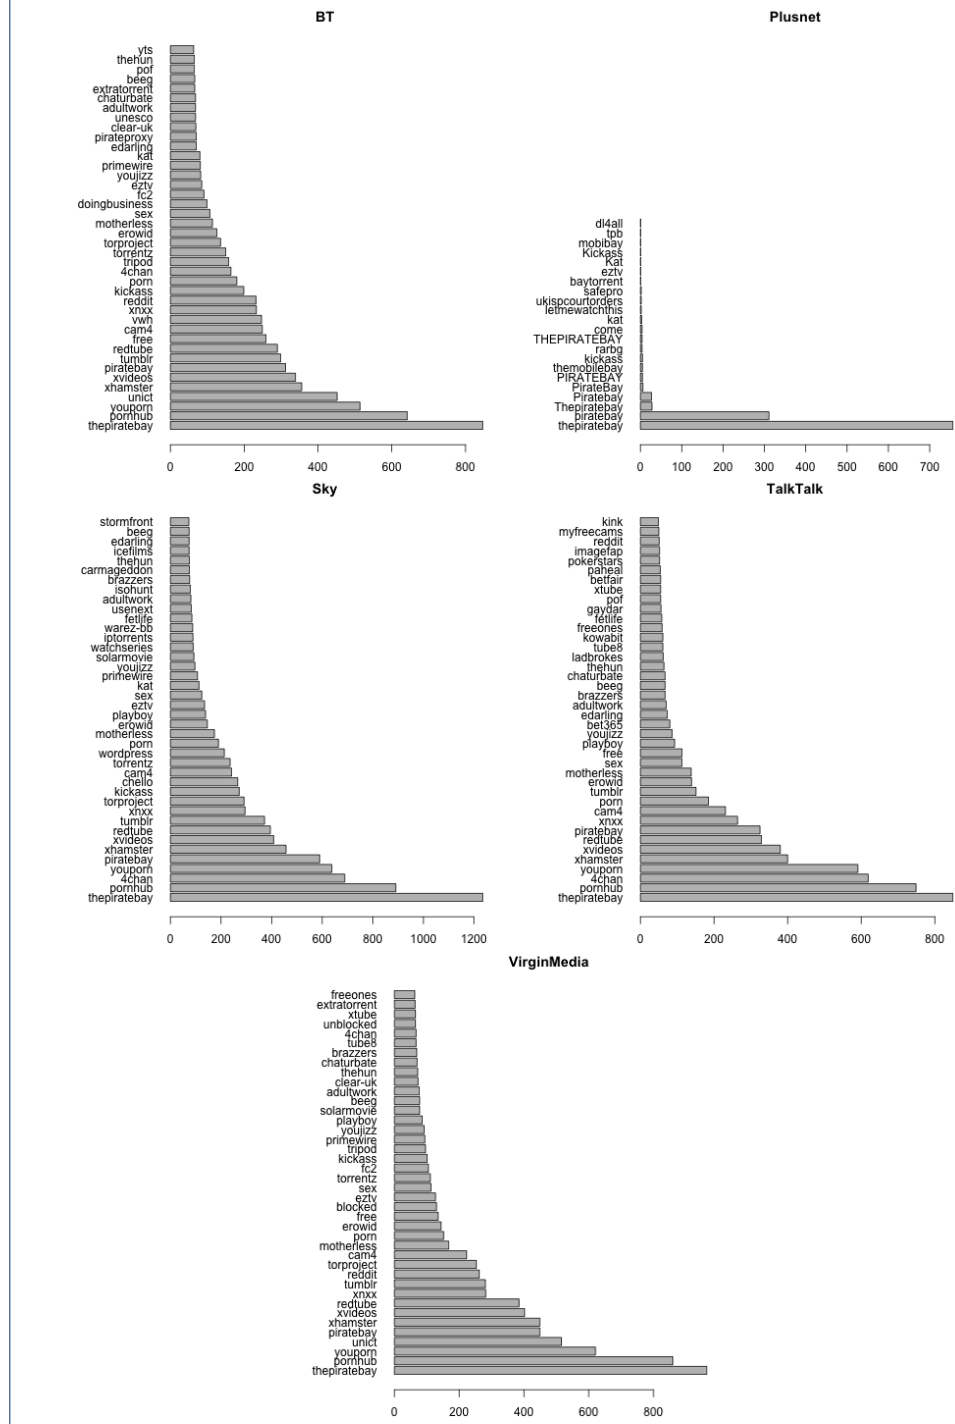 BT
yts
thehun
pof
beeg
extratorrent
chaturbate
adultwork
unesco
clear-uk
pirateproxy
edarling
kat
primewire
youjizz
eztv
fc2
doingbusiness
sex
motherless
erowid
torproject
torrentz
tripod
4chan
porn
kickass
reddit
xnxx
vwh
cam4
free
redtube
tumblr
piratebay
xvideos
xhamster
unict
youporn
pornhub
thepiratebay
0 200 400 600 800
Plusnet
dl4all
tpb
mobibay
Kickass
Kat
eztv
baytorrent
safepro
ukispcourtorders
letmewatchthis
kat
come
THEPIRATEBAY
rarbg
kickass
themobilebay
PIRATEBAY
PirateBay
Piratebay
Thepiratebay
piratebay
thepiratebay
0 100 200 300 400 500 600 700
Sky
stormfront
beeg
edarling
icefilms
thehun
carmageddon
brazzers
isohunt
adultwork
usenext
fetlife
warez-bb
iptorrents
watchseries
solarmovie
youjizz
primewire
kat
sex
eztv
playboy
erowid
motherless
porn
wordpress
torrentz
cam4
chello
kickass
torproject
xnxx
tumblr
redtube
xvideos
xhamster
piratebay
youporn
4chan
pornhub
thepiratebay
0 200 400 600 800 1000 1200
TalkTalk
kink
myfreecams
reddit
imagefap
pokerstars
paheal
betfair
xtube
pof
gaydar
fetlife
freeones
kowabit
tube8
ladbrokes
thehun
chaturbate
beeg
brazzers
adultwork
edarling
bet365
youjizz
playboy
free
sex
motherless
erowid
tumblr
porn
cam4
xnxx
piratebay
redtube
xvideos
xhamster
youporn
4chan
pornhub
thepiratebay
0 200 400 600 800
VirginMedia
freeones
extratorrent
xtube
unblocked
4chan
tube8
brazzers
chaturbate
thehun
clear-uk
adultwork
beeg
solarmovie
playboy
youjizz
primewire
tripod
kickass
fc2
torrentz
sex
eztv
blocked
free
erowid
porn
motherless
cam4
torproject
reddit
tumblr
xnxx
redtube
xvideos
xhamster
piratebay
unict
youporn
pornhub
thepiratebay
0 200 400 600 800